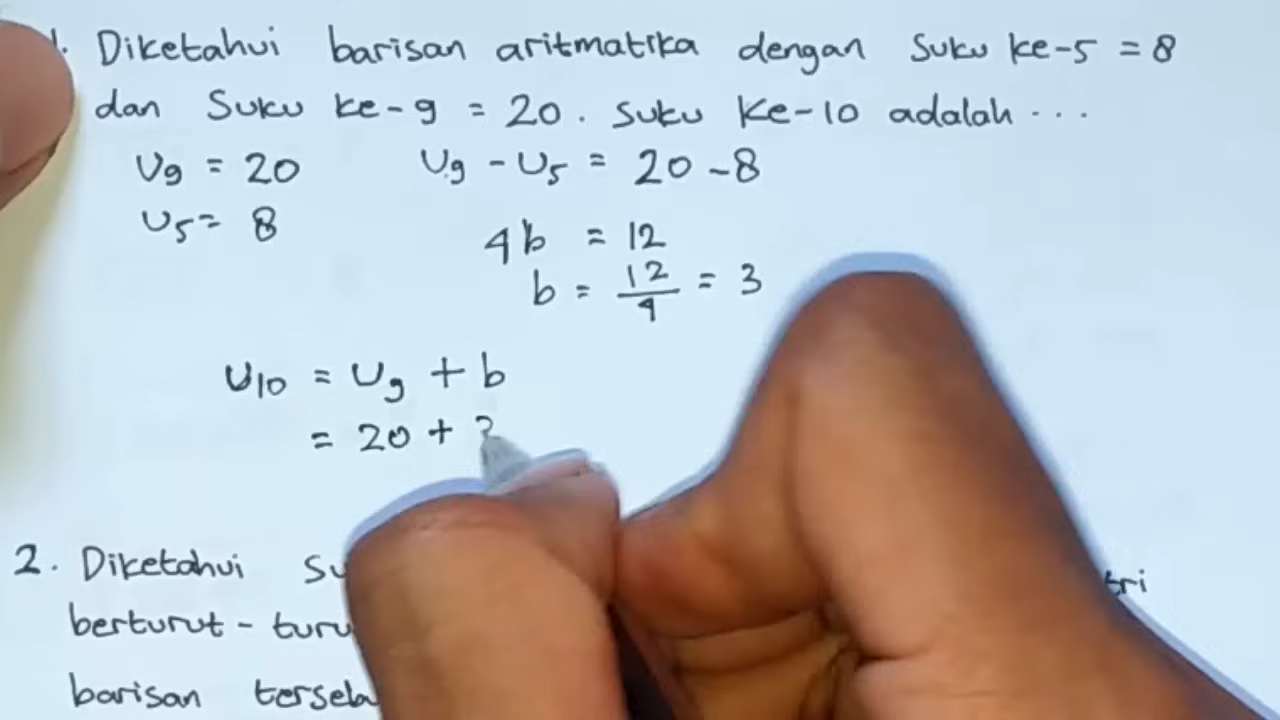 1. Diketahui barisan aritmatika dengan Suku ke-5 = 8
dan Suku ke-9 = 20. Suku Ke-10 adalah ...
U9 = 20
U9 - U5 = 20 - 8
U5 = 8
4b = 12
b = 12/4 = 3
U10 = U9 + b
= 20 + 3
2. Diketahui
berturut -
barisan